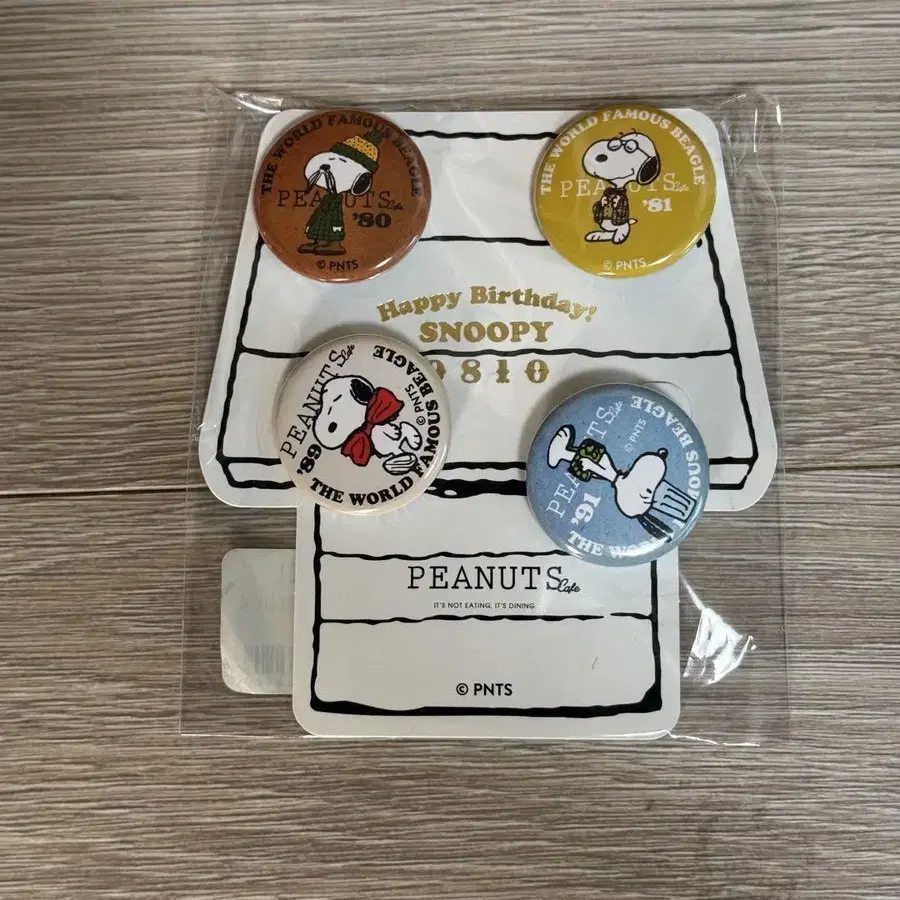 THE WORLD FAMOUS BEAGLE
PEANUTS Cafe
'80
© PNTS
THE WORLD FAMOUS BEAGLE
PEANUTS Cafe
'81
© PNTS
Happy Birthday!
SNOOPY
0810
PEANUTS Cafe
'89
THE WORLD FAMOUS BEAGLE
© PNTS
PEANUTS Cafe
'91
THE WORLD FAMOUS BEAGLE
© PNTS
PEANUTS Cafe
IT'S NOT EATING, IT'S DINING
© PNTS